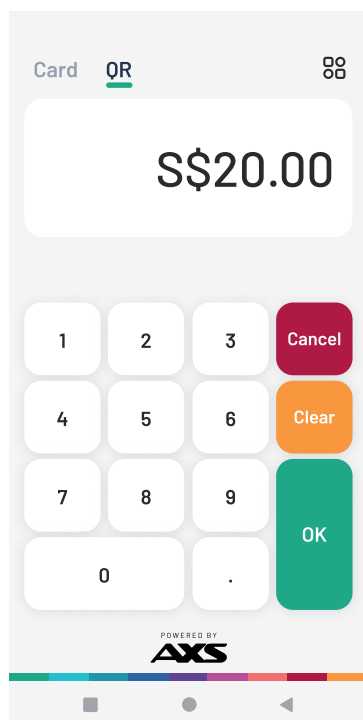 Card QR
S$20.00
1 2 3 Cancel
4 5 6 Clear
7 8 9
OK
0 .
POWERED BY
AXS